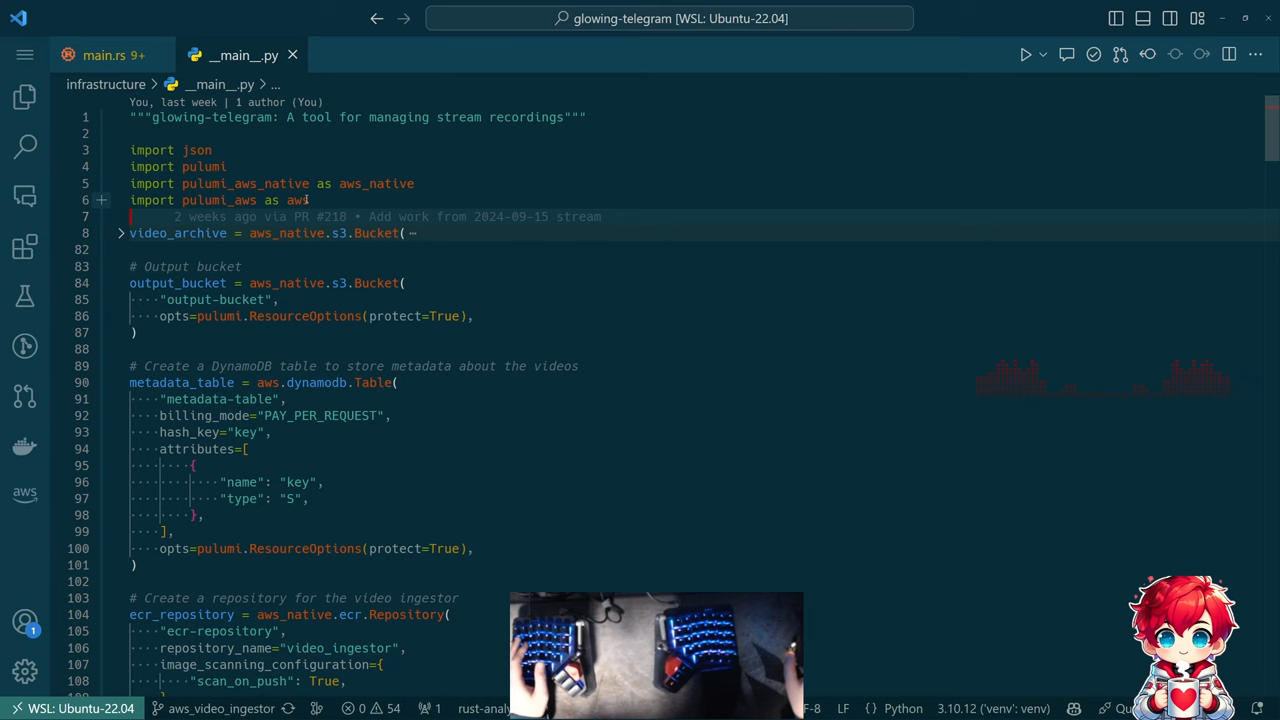 glowing-telegram [WSL: Ubuntu-22.04]
main.rs 9+
__main__.py
infrastructure > __main__.py > ...
You, last week | 1 author (You)
1 """glowing-telegram: A tool for managing stream recordings"""
2
3 import json
4 import pulumi
5 import pulumi_aws_native as aws_native
6 import pulumi_aws as aws
7 2 weeks ago via PR #218 • Add work from 2024-09-15 stream
8 video_archive = aws_native.s3.Bucket( ⋯
82
83 # Output bucket
84 output_bucket = aws_native.s3.Bucket(
85 ····"output-bucket",
86 ····opts=pulumi.ResourceOptions(protect=True),
87 )
88
89 # Create a DynamoDB table to store metadata about the videos
90 metadata_table = aws.dynamodb.Table(
91 ····"metadata-table",
92 ····billing_mode="PAY_PER_REQUEST",
93 ····hash_key="key",
94 ····attributes=[
95 ········{
96 ············"name": "key",
97 ············"type": "S",
98 ········},
99 ····],
100 ····opts=pulumi.ResourceOptions(protect=True),
101 )
102
103 # Create a repository for the video ingestor
104 ecr_repository = aws_native.ecr.Repository(
105 ····"ecr-repository",
106 ····repository_name="video_ingestor",
107 ····image_scanning_configuration={
108 ········"scan_on_push": True,
aws
1
WSL: Ubuntu-22.04 aws_video_ingestor 0 54 1 rust-analy F-8 LF Python 3.10.12 ('venv': venv)